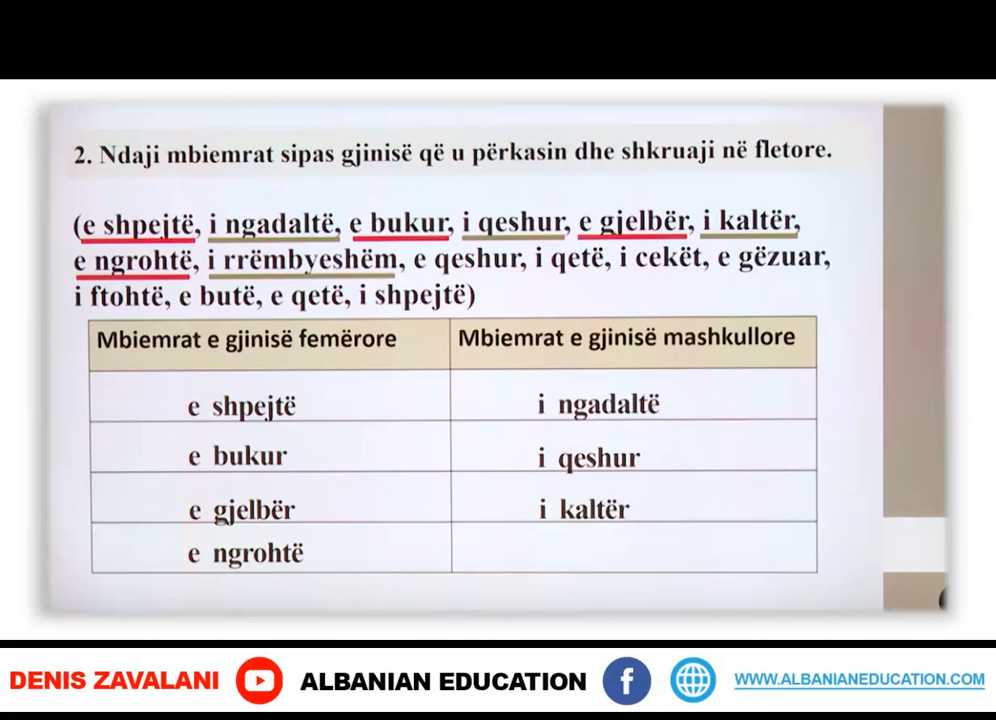 2. Ndaji mbiemrat sipas gjinisë që u përkasin dhe shkruaji në fletore.
(e shpejtë, i ngadaltë, e bukur, i qeshur, e gjelbër, i kaltër,
e ngrohtë, i rrëmbyeshëm, e qeshur, i qetë, i cekët, e gëzuar,
i ftohtë, e butë, e qetë, i shpejtë)
Mbiemrat e gjinisë femërore Mbiemrat e gjinisë mashkullore
e shpejtë i ngadaltë
e bukur i qeshur
e gjelbër i kaltër
e ngrohtë
DENIS ZAVALANI ALBANIAN EDUCATION f WWW.ALBANIANEDUCATION.COM